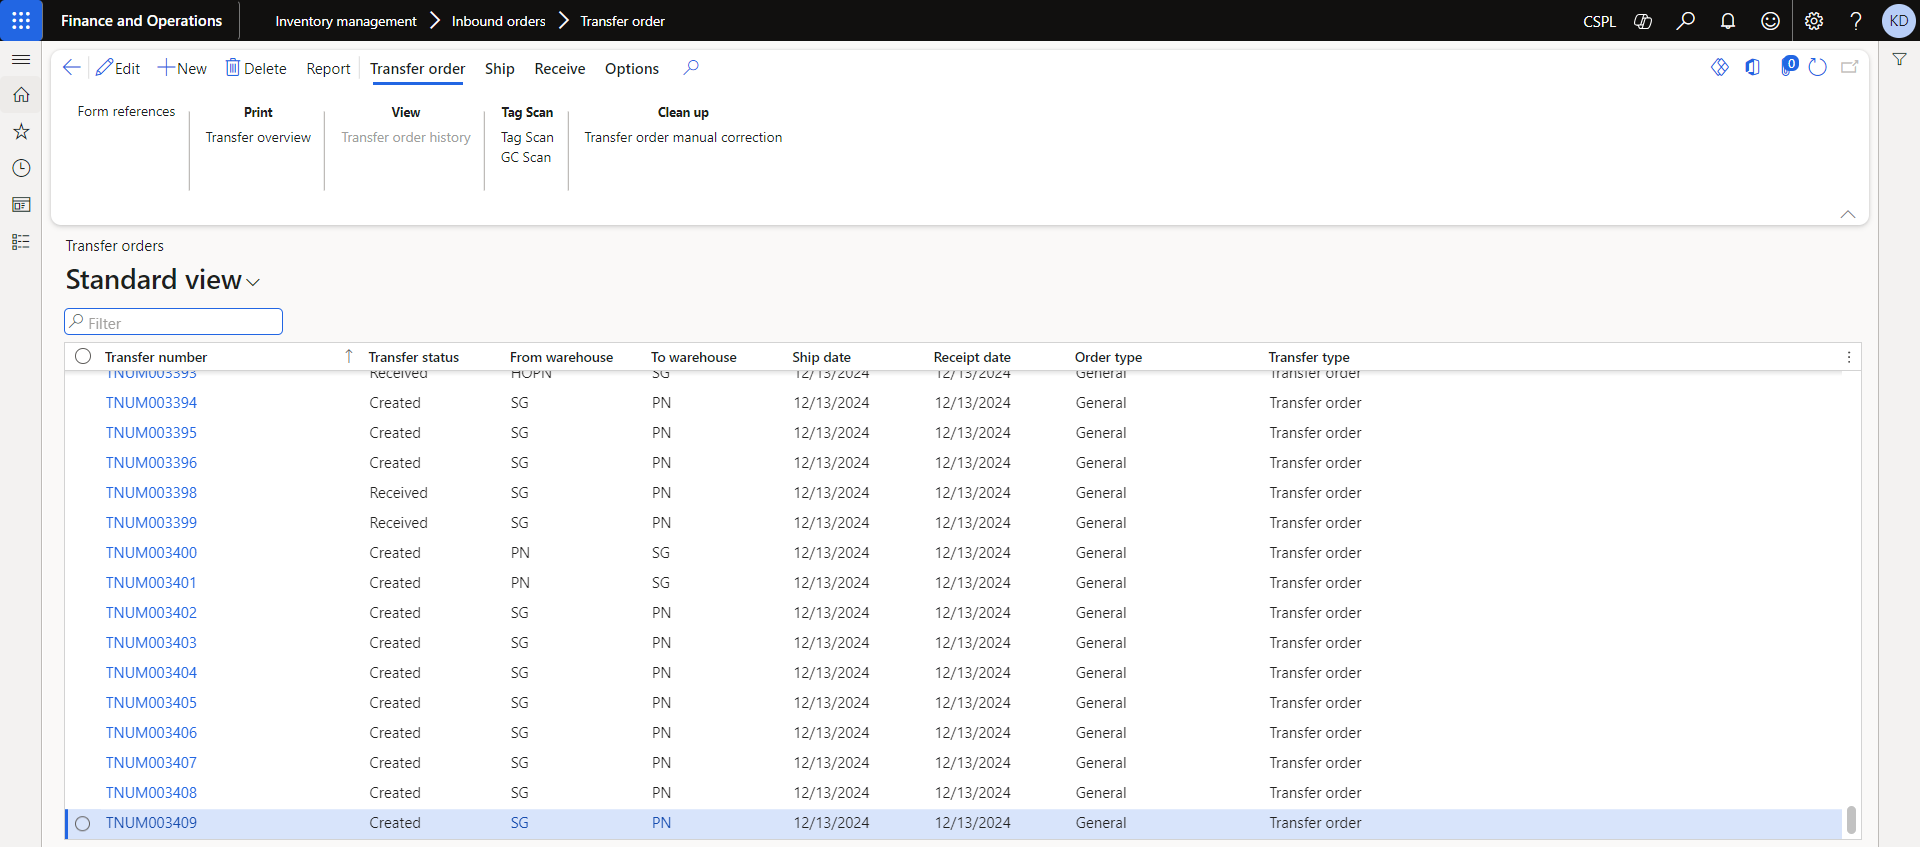 Finance and Operations Inventory management Inbound orders Transfer order CSPL KD
Edit New Delete Report Transfer order Ship Receive Options 0
Form references Print View Tag Scan Clean up
Transfer overview Transfer order history Tag Scan Transfer order manual correction
GC Scan
Transfer orders
Standard view
Filter
Transfer number Transfer status From warehouse To warehouse Ship date Receipt date Order type Transfer type
TNUM003393 Received HOPN SG 12/13/2024 12/13/2024 General Transfer order
TNUM003394 Created SG PN 12/13/2024 12/13/2024 General Transfer order
TNUM003395 Created SG PN 12/13/2024 12/13/2024 General Transfer order
TNUM003396 Created SG PN 12/13/2024 12/13/2024 General Transfer order
TNUM003398 Received SG PN 12/13/2024 12/13/2024 General Transfer order
TNUM003399 Received SG PN 12/13/2024 12/13/2024 General Transfer order
TNUM003400 Created PN SG 12/13/2024 12/13/2024 General Transfer order
TNUM003401 Created PN SG 12/13/2024 12/13/2024 General Transfer order
TNUM003402 Created SG PN 12/13/2024 12/13/2024 General Transfer order
TNUM003403 Created SG PN 12/13/2024 12/13/2024 General Transfer order
TNUM003404 Created SG PN 12/13/2024 12/13/2024 General Transfer order
TNUM003405 Created SG PN 12/13/2024 12/13/2024 General Transfer order
TNUM003406 Created SG PN 12/13/2024 12/13/2024 General Transfer order
TNUM003407 Created SG PN 12/13/2024 12/13/2024 General Transfer order
TNUM003408 Created SG PN 12/13/2024 12/13/2024 General Transfer order
TNUM003409 Created SG PN 12/13/2024 12/13/2024 General Transfer order